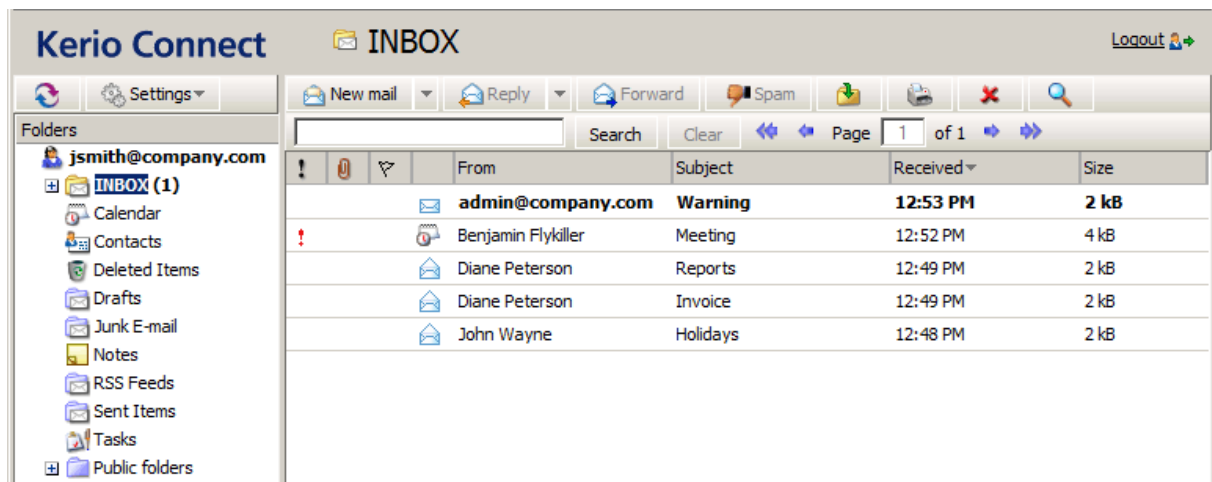 Kerio Connect
INBOX
Logout
Settings
New mail Reply Forward Spam
Folders
Search Clear Page 1 of 1
jsmith@company.com
INBOX (1)
Calendar
Contacts
Deleted Items
Drafts
Junk E-mail
Notes
RSS Feeds
Sent Items
Tasks
Public folders
! From Subject Received Size
admin@company.com Warning 12:53 PM 2 kB
! Benjamin Flykiller Meeting 12:52 PM 4 kB
Diane Peterson Reports 12:49 PM 2 kB
Diane Peterson Invoice 12:49 PM 2 kB
John Wayne Holidays 12:48 PM 2 kB